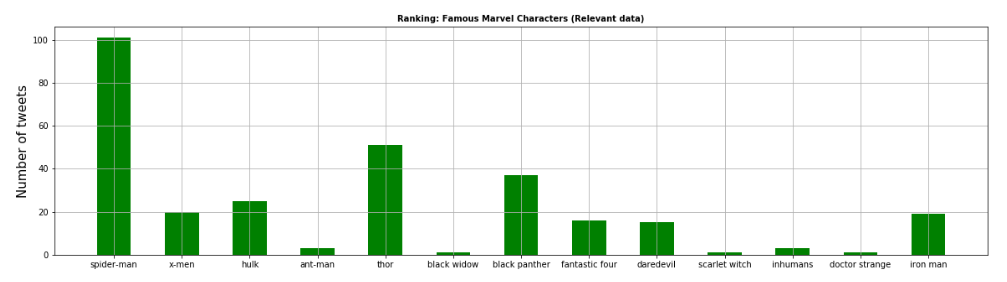 Ranking: Famous Marvel Characters (Relevant data)
Number of tweets
100
80
60
40
20
0
spider-man x-men hulk ant-man thor black widow black panther fantastic four daredevil scarlet witch inhumans doctor strange iron man